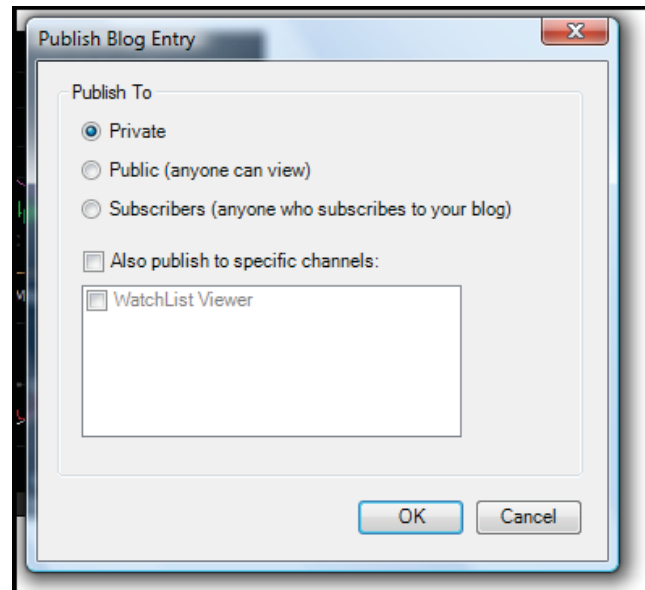 Publish Blog Entry
Publish To
Private
Public (anyone can view)
Subscribers (anyone who subscribes to your blog)
Also publish to specific channels:
WatchList Viewer
OK
Cancel